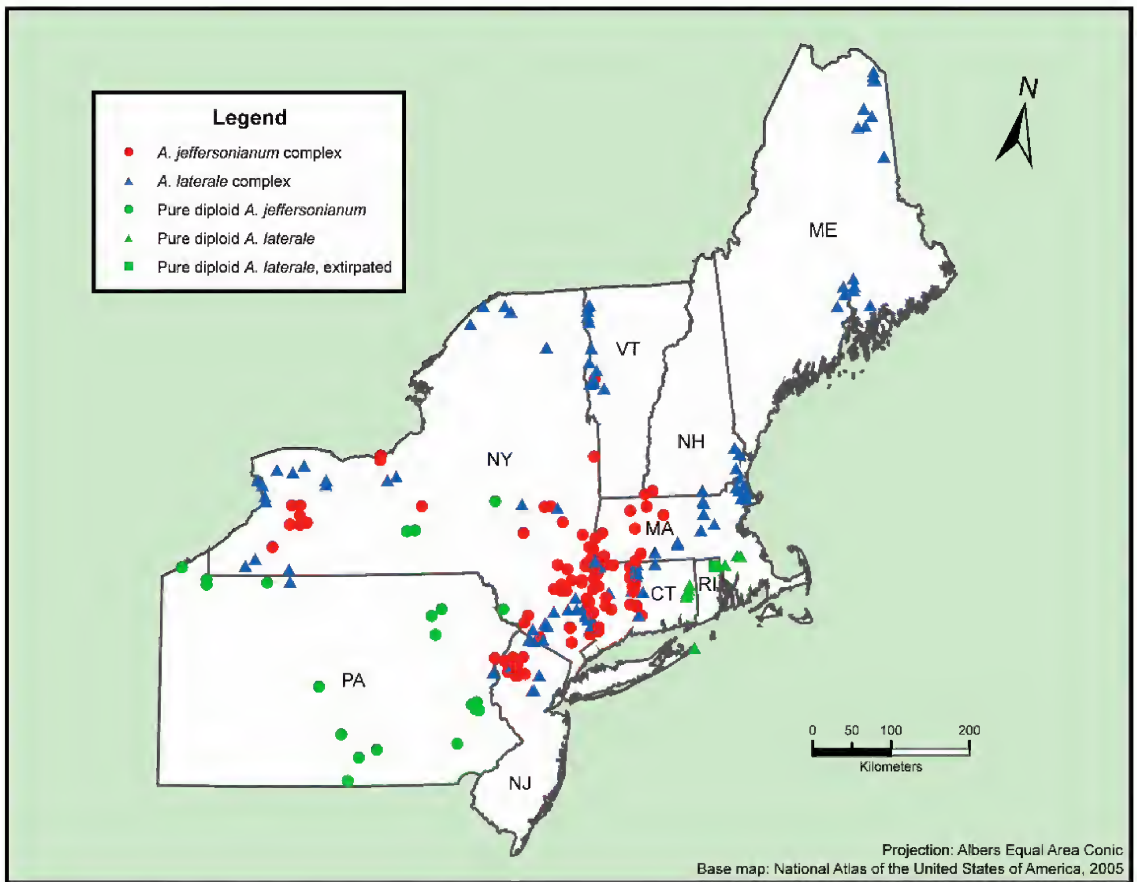 Legend
A. jeffersonianum complex
A. laterale complex
Pure diploid A. jeffersonianum
Pure diploid A. laterale
Pure diploid A. laterale, extirpated
N
ME
VT
NH
NY
MA
CT
RI
PA
NJ
0 50 100 200
Kilometers
Projection: Albers Equal Area Conic
Base map: National Atlas of the United States of America, 2005